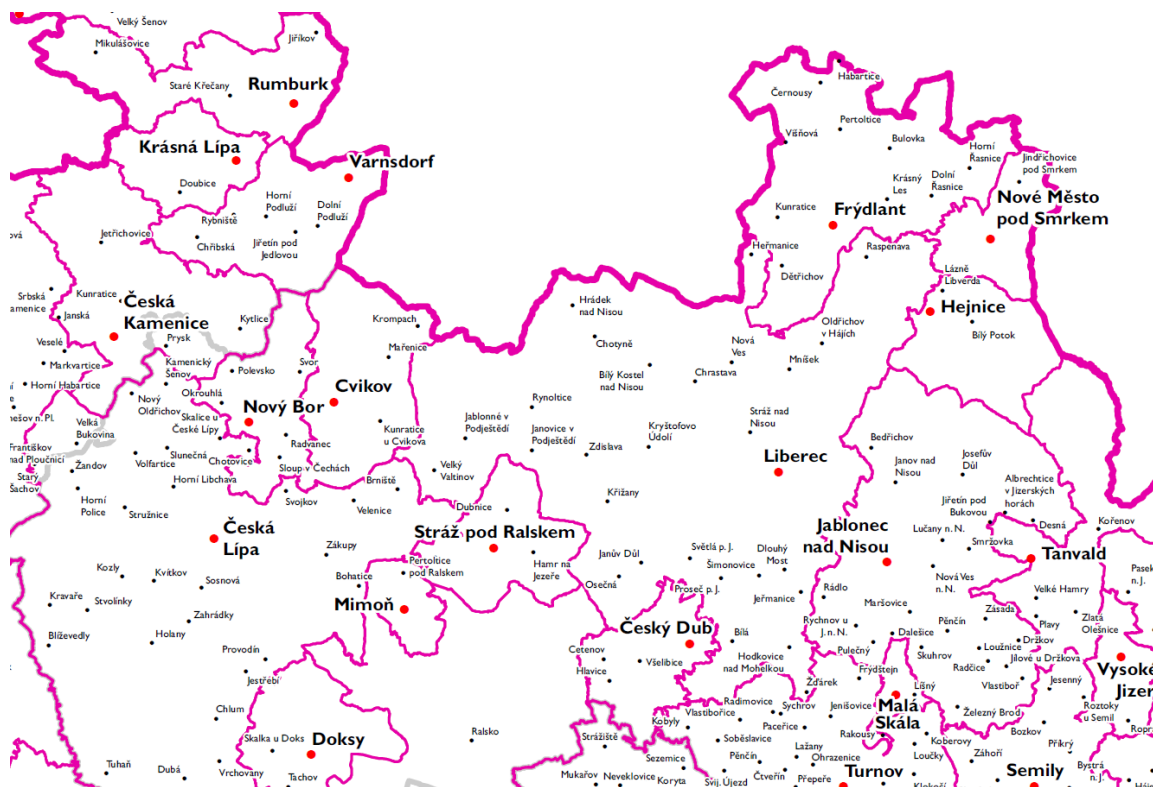 Velký Šenov
Mikulášovice
Jiříkov
Staré Křečany
Rumburk
Habartice
Černousy
Krásná Lípa
Varnsdorf
Višňová
Pertoltice
Bulovka
Horní
Řasnice
Jindřichovice
pod Smrkem
Doubice
Horní
Podluží
Dolní
Podluží
Krásný
Les
Dolní
Řasnice
Nové Město
pod Smrkem
Rybniště
Chřibská
Jetřichovice
Jiřetín pod
Jedlovou
Kunratice
Frýdlant
Heřmanice
Raspenava
Dětřichov
Lázně
Libverda
Srbská
Kamenice
Kunratice
Janská
Česká
Kamenice
Kytlice
Krompach
Hrádek
nad Nisou
Oldřichov
v Hájích
Hejnice
Bílý Potok
Veselé
Prysk
Mařenice
Chotyně
Nová
Ves
Mníšek
Markvartice
Kamenický
Šenov
Polevsko
Svor
Bílý Kostel
nad Nisou
Chrastava
Horní Habartice
Nový
Oldřichov
Okrouhlá
Cvikov
Nový Bor
Rynoltice
Velká
Bukovina
Skalice u
České Lípy
Kunratice
u Cvikova
Jablonné v
Podještědí
Janovice v
Podještědí
Kryštofovo
Údolí
Stráž nad
Nisou
Františkov
nad Ploučnicí
Radvanec
Zdislava
Bedřichov
Slunečná
Volfartice
Chotovice
Žandov
Sloup v Čechách
Velký
Valtinov
Liberec
Janov nad
Nisou
Josefův
Důl
Starý
Šachov
Horní Libchava
Brniště
Albrechtice
v Jizerských
horách
Horní
Police
Svojkov
Velenice
Křižany
Jiřetín pod
Bukovou
Stružnice
Dubnice
Desná
Kořenov
Česká
Lípa
Stráž pod Ralskem
Jablonec
nad Nisou
Lučany n. N.
Smržovka
Tanvald
Zákupy
Pertoltice
pod Ralskem
Hamr na
Jezeře
Janův Důl
Světlá p. J.
Dlouhý
Most
Šimonovice
Kozly
Kvítkov
Sosnová
Bohatice
Osečná
Proseč p. J.
Rádlo
Nová Ves
n. N.
Velké Hamry
Kravaře
Stvolínky
Mimoň
Jeřmanice
Maršovice
Zahrádky
Český Dub
Rychnov u
J. n. N.
Pěnčín
Zásada
Plavy
Zlatá
Olešnice
Blíževedly
Holany
Bílá
Dalešice
Držkov
Provodín
Cetenov
Všelibice
Hodkovice
nad Mohelkou
Pulečný
Skuhrov
Loužnice
Jílové u Držkova
Jestřebí
Hlavice
Frýdštejn
Radčice
Žďárek
Líšný
Vlastiboř
Jesenný
Chlum
Radimovice
Sychrov
Malá
Skála
Železný Brod
Roztoky
u Semil
Kobyly
Vlastibořice
Jenišovice
Skalka u Doks
Doksy
Ralsko
Strážiště
Soběslavice
Paceřice
Rakousy
Koberovy
Bozkov
Příkrý
Tuháň
Dubá
Vrchovany
Tachov
Sezemice
Pěnčín
Lažany
Ohrazenice
Loučky
Záhoří
Bystrá
n. J.
Mukařov
Neveklovice
Koryta
Svij. Újezd
Čtveřín
Přepeře
Turnov
Semily